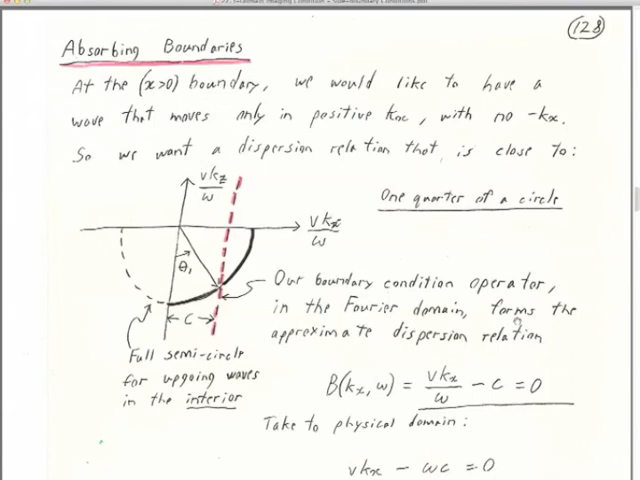 128
Absorbing Boundaries
At the (x>0) boundary, we would like to have a
wave that moves only in positive kx, with no -kx.
So we want a dispersion relation that is close to:
vkz
ω
One quarter of a circle
vkx
ω
θ,
Our boundary condition operator,
in the Fourier domain, forms the
approximate dispersion relation
C
Full semi-circle
for upgoing waves
in the interior
B(kx, ω) = vkx/ω - C = 0
Take to physical domain:
vkx - ωC = 0